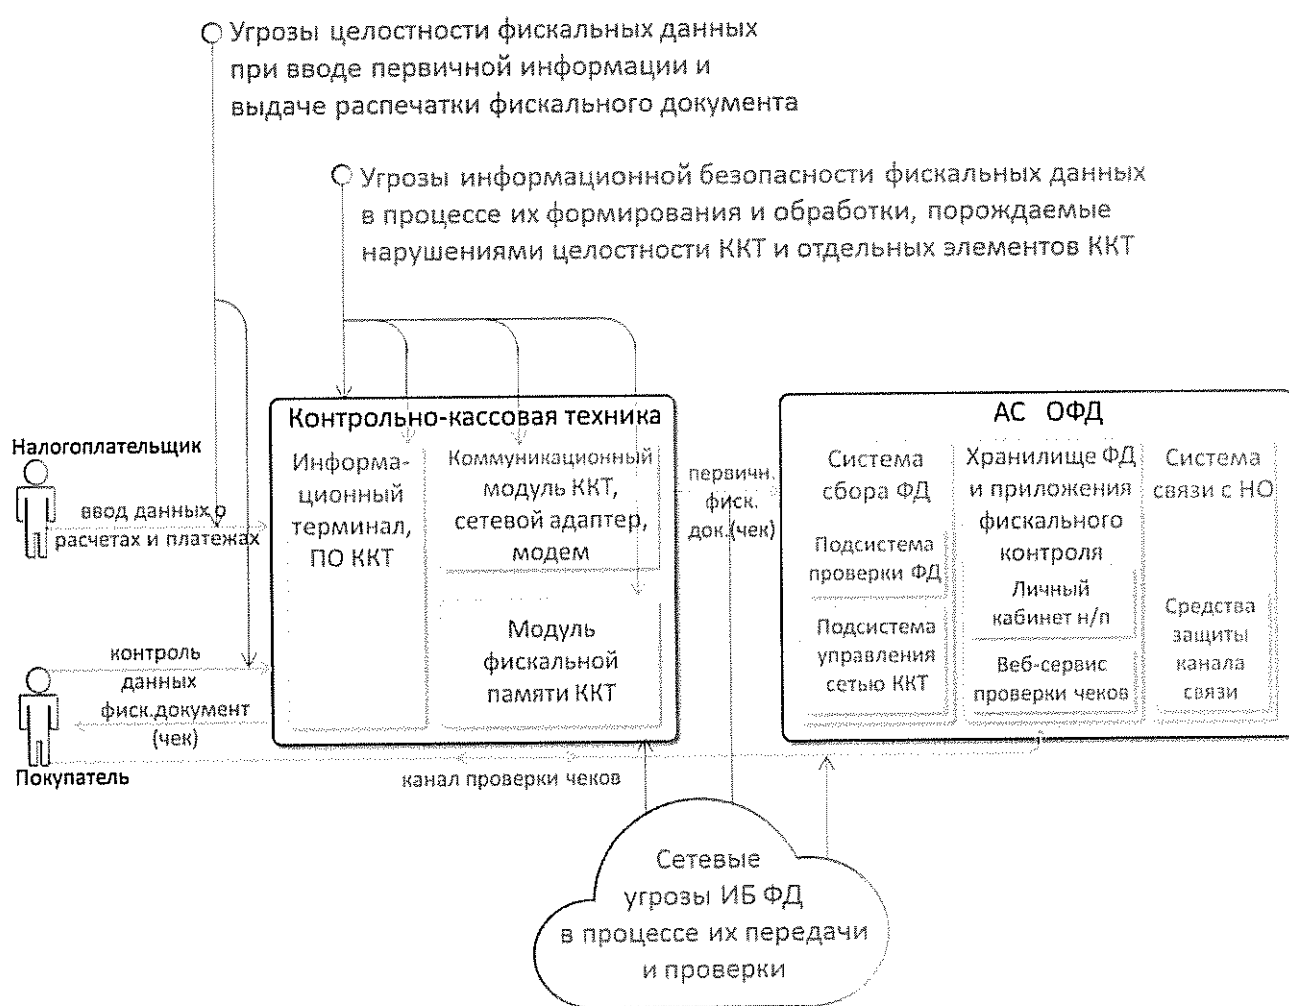 Угрозы целостности фискальных данных
при вводе первичной информации и
выдаче распечатки фискального документа
Угрозы информационной безопасности фискальных данных
в процессе их формирования и обработки, порождаемые
нарушениями целостности ККТ и отдельных элементов ККТ
Налогоплательщик
ввод данных о
расчетах и платежах
контроль
данных
фиск.документ
(чек)
Покупатель
Контрольно-кассовая техника
Информа-
ционный
терминал,
ПО ККТ
Коммуникационный
модуль ККТ,
сетевой адаптер,
модем
Модуль
фискальной
памяти ККТ
первичн.
фиск.
док.(чек)
АС ОФД
Система
сбора ФД
Подсистема
проверки ФД
Подсистема
управления
сетью ККТ
Хранилище ФД
и приложения
фискального
контроля
Личный
кабинет н/п
Веб-сервис
проверки чеков
Система
связи с НО
Средства
защиты
канала
связи
канал проверки чеков
Сетевые
угрозы ИБ ФД
в процессе их передачи
и проверки